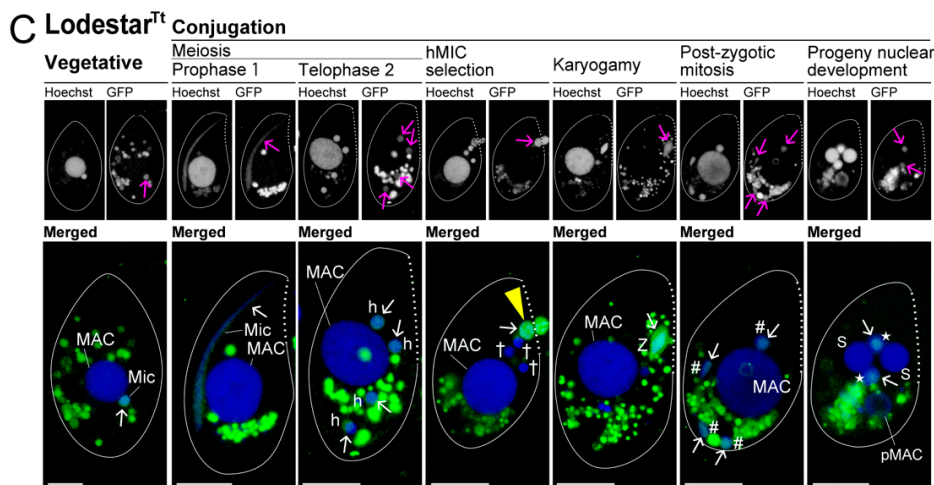 C Lodestar^Tt Conjugation
Meiosis
Vegetative Prophase 1 Telophase 2 hMIC selection Karyogamy Post-zygotic mitosis Progeny nuclear development
Hoechst GFP Hoechst GFP Hoechst GFP Hoechst GFP Hoechst GFP Hoechst GFP Hoechst GFP
Merged Merged Merged Merged Merged Merged Merged
MAC Mic
Mic MAC
MAC h h h h
MAC † † †
MAC Z
# # # # MAC
S ★ ★ S pMAC